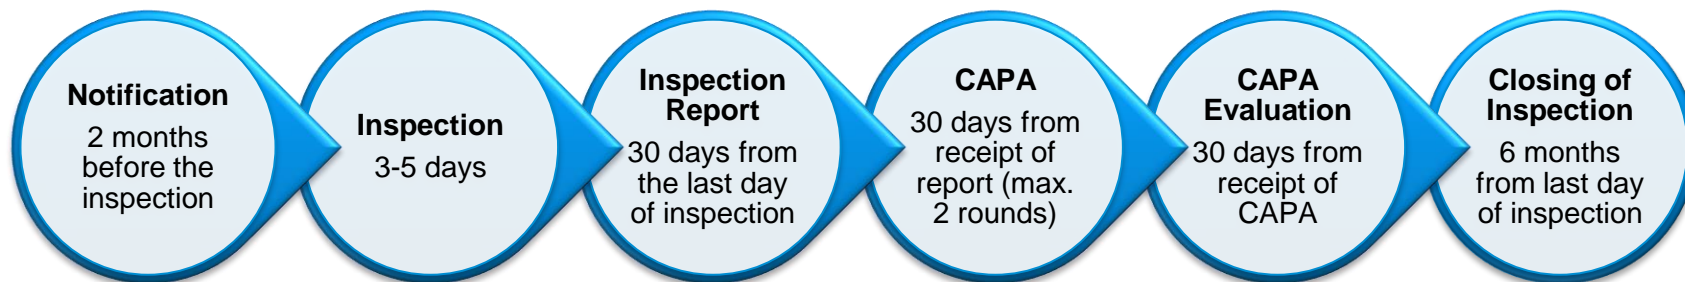 Notification
2 months
before the
inspection
Inspection
3-5 days
Inspection
Report
30 days from
the last day
of inspection
CAPA
30 days from
receipt of
report (max.
2 rounds)
CAPA
Evaluation
30 days from
receipt of
CAPA
Closing of
Inspection
6 months
from last day
of inspection